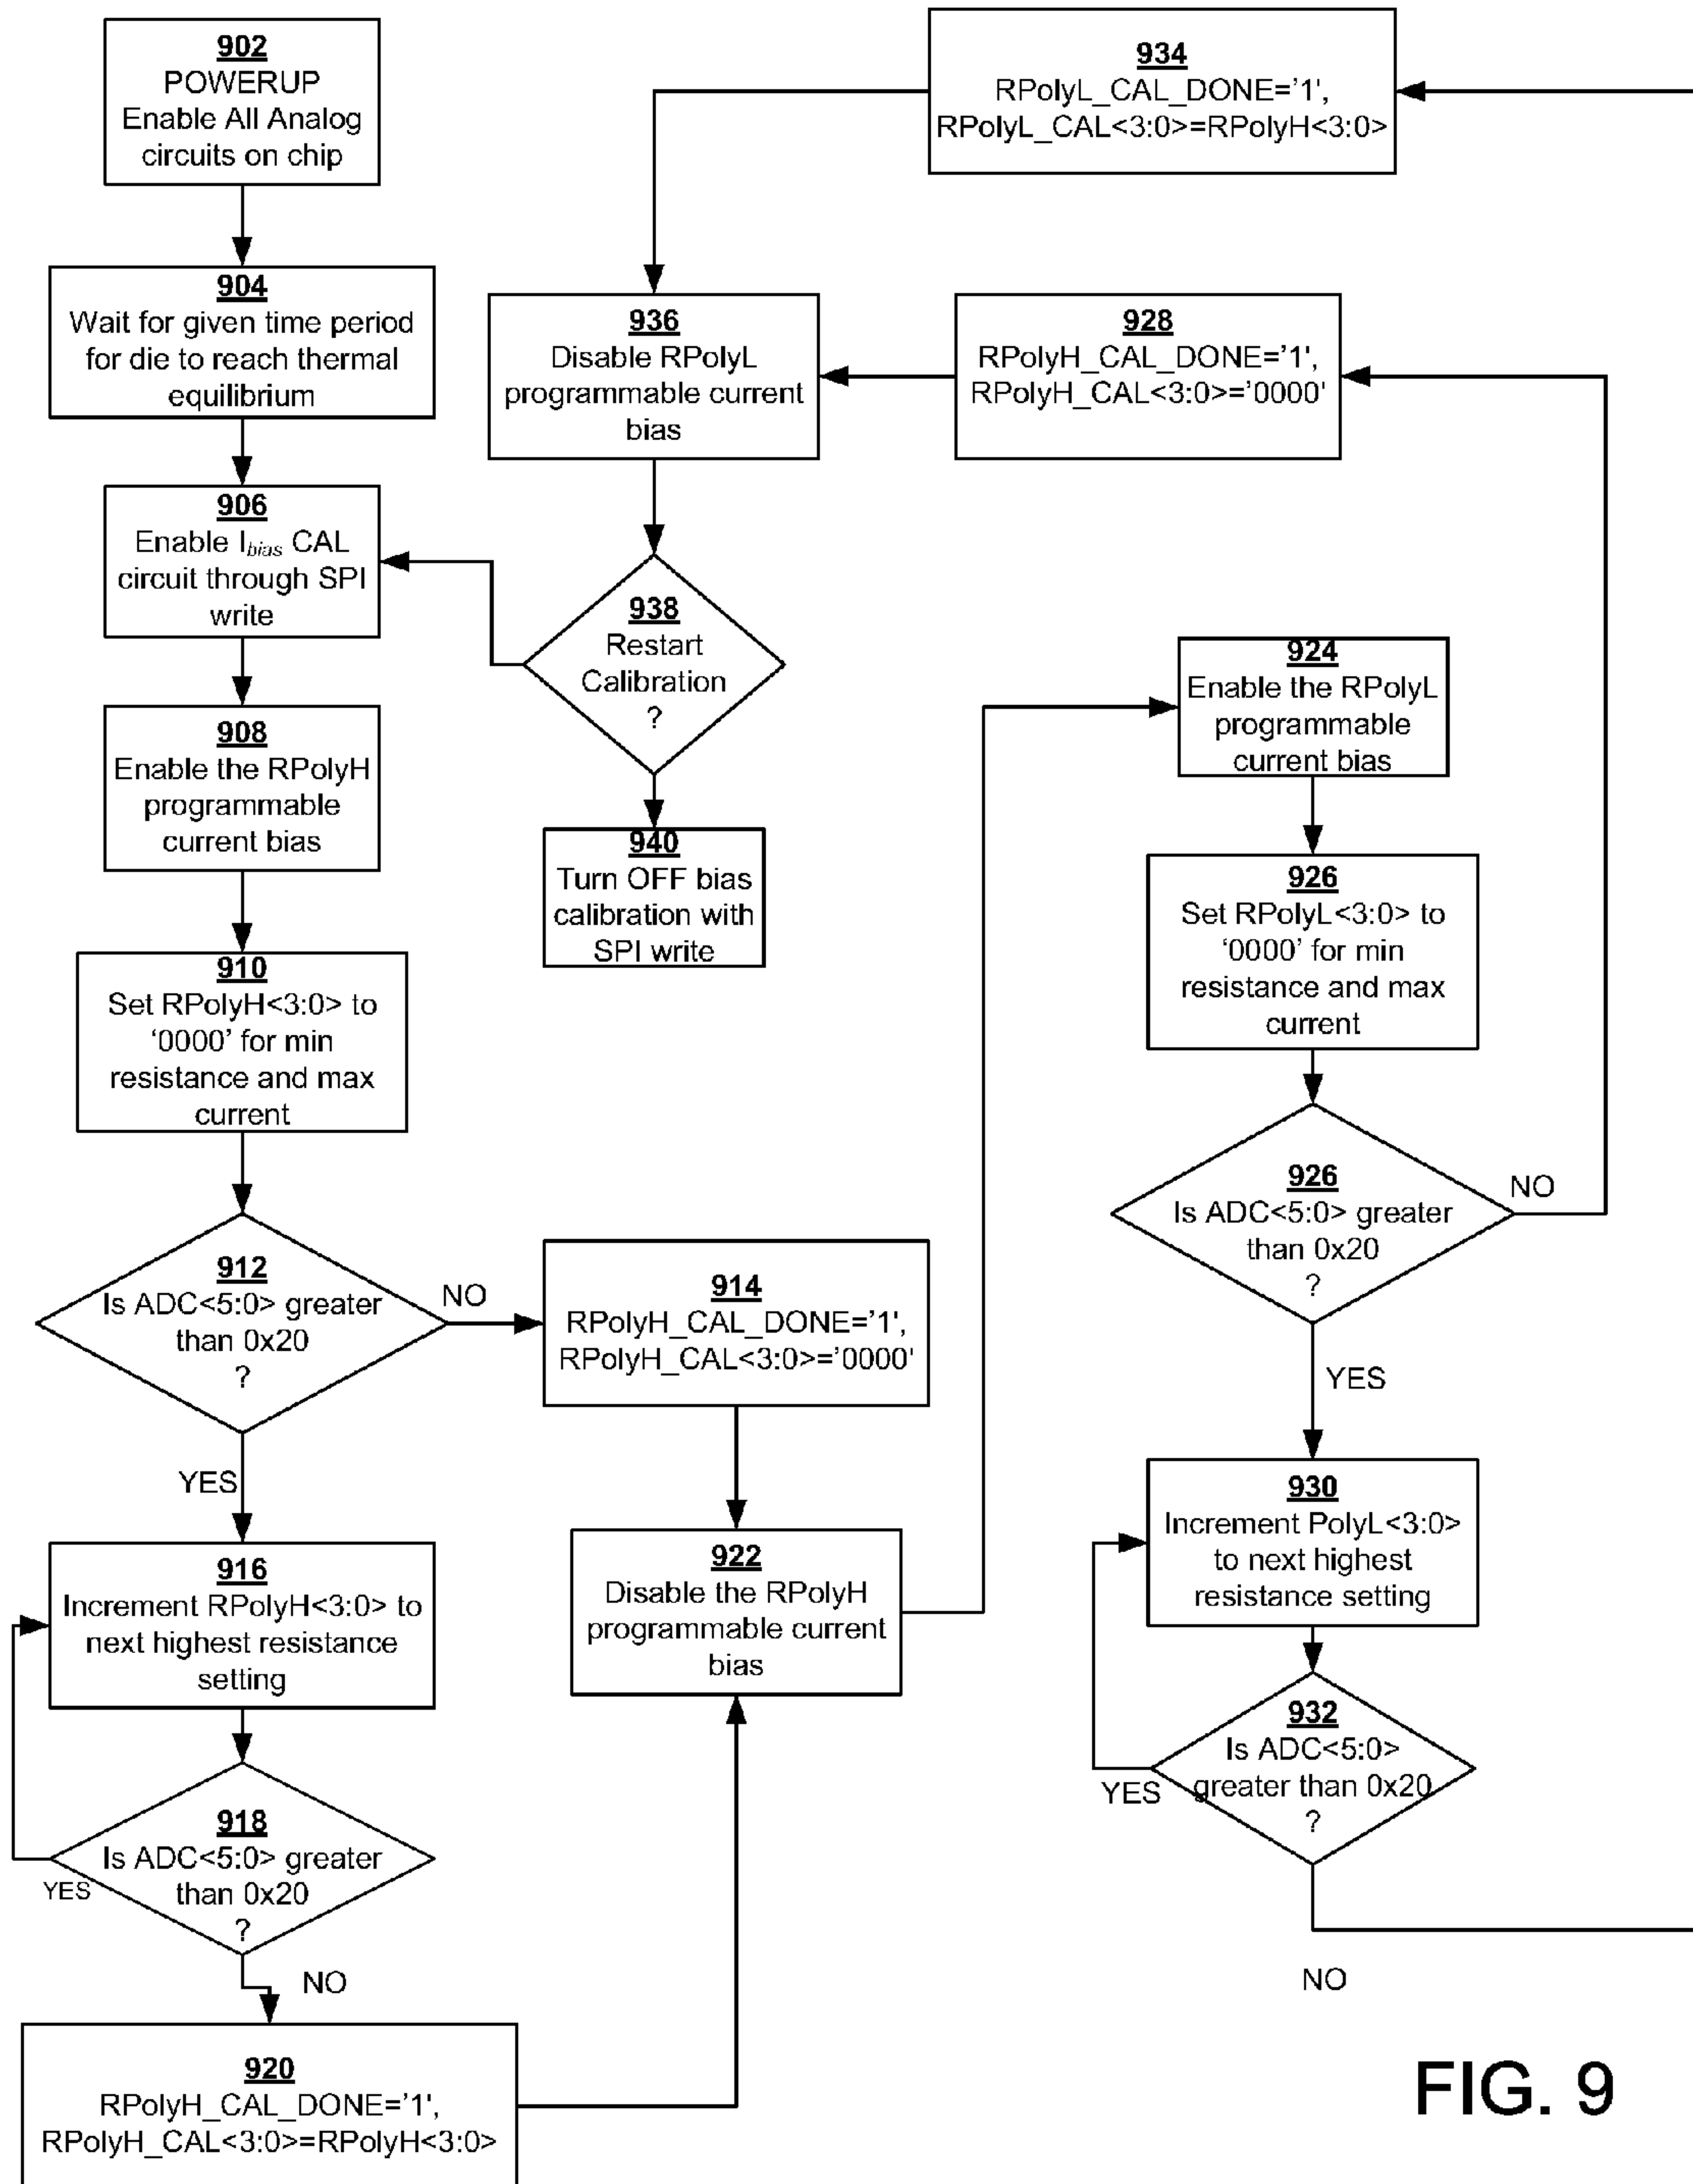 902
POWERUP
Enable All Analog
circuits on chip
904
Wait for given time period
for die to reach thermal
equilibrium
906
Enable Ibias CAL
circuit through SPI
write
908
Enable the RPolyH
programmable
current bias
910
Set RPolyH<3:0> to
‘0000’ for min
resistance and max
current
912
Is ADC<5:0> greater
than 0x20
?
NO
YES
914
RPolyH_CAL_DONE=’1',
RPolyH_CAL<3:0>=’0000'
916
Increment RPolyH<3:0> to
next highest resistance
setting
918
Is ADC<5:0> greater
than 0x20
?
YES
NO
920
RPolyH_CAL_DONE=’1',
RPolyH_CAL<3:0>=RPolyH<3:0>
922
Disable the RPolyH
programmable current
bias
924
Enable the RPolyL
programmable
current bias
926
Set RPolyL<3:0> to
‘0000’ for min
resistance and max
current
926
Is ADC<5:0> greater
than 0x20
?
NO
YES
928
RPolyH_CAL_DONE=’1',
RPolyH_CAL<3:0>=’0000'
930
Increment PolyL<3:0>
to next highest
resistance setting
932
Is ADC<5:0>
greater than 0x20
?
YES
NO
934
RPolyL_CAL_DONE=’1',
RPolyL_CAL<3:0>=RPolyH<3:0>
936
Disable RPolyL
programmable current
bias
938
Restart
Calibration
?
940
Turn OFF bias
calibration with
SPI write
FIG. 9